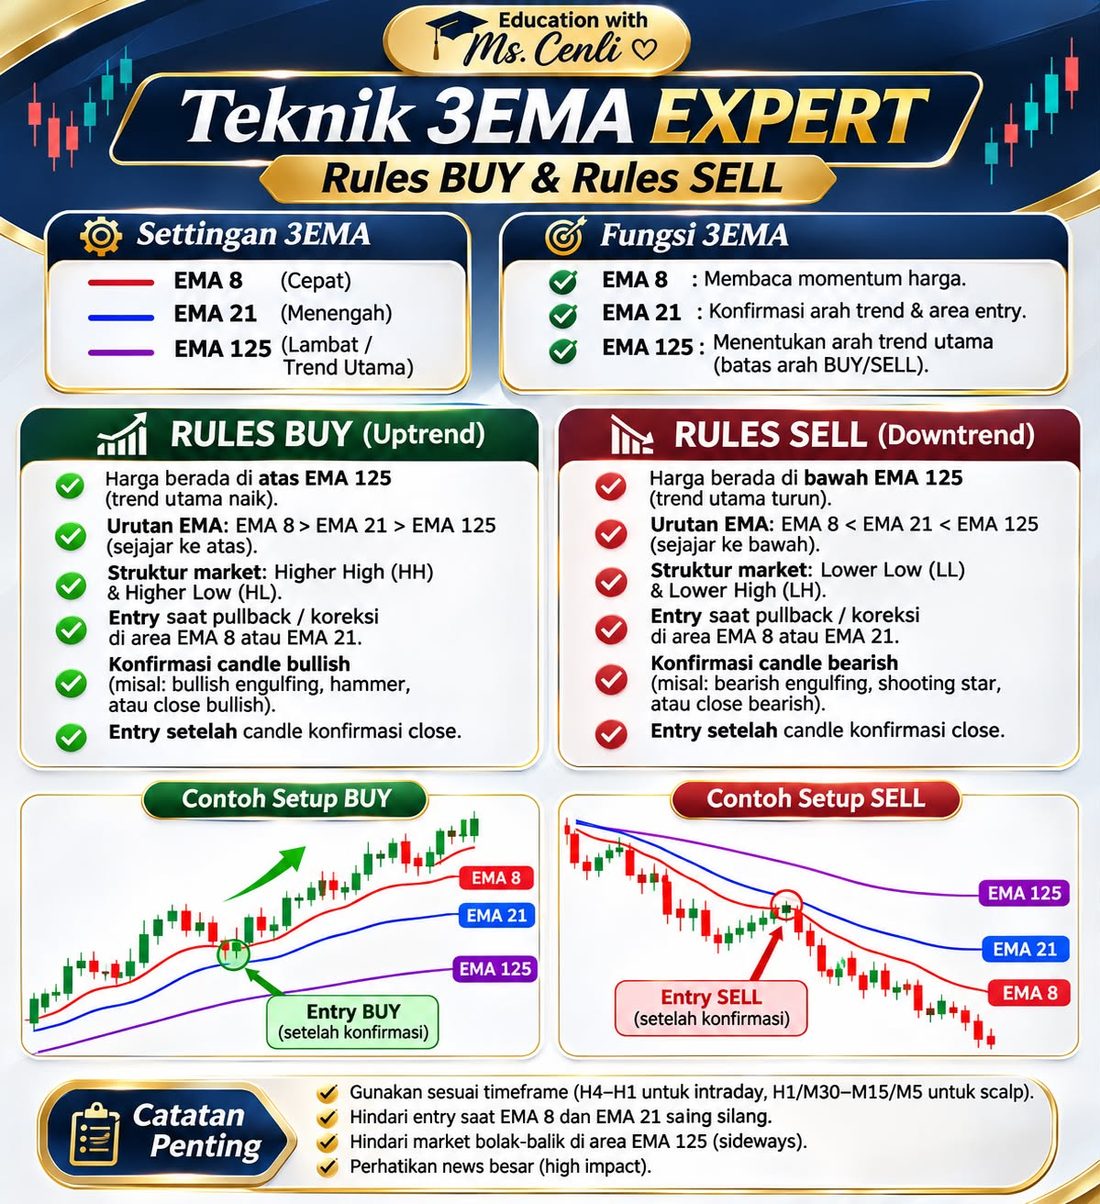 Education with
Ms. Cenli ♡
Teknik 3EMA EXPERT
Rules BUY & Rules SELL
Settingan 3EMA
EMA 8 (Cepat)
EMA 21 (Menengah)
EMA 125 (Lambat /
Trend Utama)
Fungsi 3EMA
EMA 8 : Membaca momentum harga.
EMA 21 : Konfirmasi arah trend & area entry.
EMA 125 : Menentukan arah trend utama
(batas arah BUY/SELL).
RULES BUY (Uptrend)
Harga berada di atas EMA 125
(trend utama naik).
Urutan EMA: EMA 8 > EMA 21 > EMA 125
(sejajar ke atas).
Struktur market: Higher High (HH)
& Higher Low (HL).
Entry saat pullback / koreksi
di area EMA 8 atau EMA 21.
Konfirmasi candle bullish
(misal: bullish engulfing, hammer,
atau close bullish).
Entry setelah candle konfirmasi close.
RULES SELL (Downtrend)
Harga berada di bawah EMA 125
(trend utama turun).
Urutan EMA: EMA 8 < EMA 21 < EMA 125
(sejajar ke bawah).
Struktur market: Lower Low (LL)
& Lower High (LH).
Entry saat pullback / koreksi
di area EMA 8 atau EMA 21.
Konfirmasi candle bearish
(misal: bearish engulfing, shooting star,
atau close bearish).
Entry setelah candle konfirmasi close.
Contoh Setup BUY
EMA 8
EMA 21
EMA 125
Entry BUY
(setelah konfirmasi)
Contoh Setup SELL
EMA 125
EMA 21
EMA 8
Entry SELL
(setelah konfirmasi)
Catatan
Penting
Gunakan sesuai timeframe (H4–H1 untuk intraday, H1/M30–M15/M5 untuk scalp).
Hindari entry saat EMA 8 dan EMA 21 saing silang.
Hindari market bolak-balik di area EMA 125 (sideways).
Perhatikan news besar (high impact).